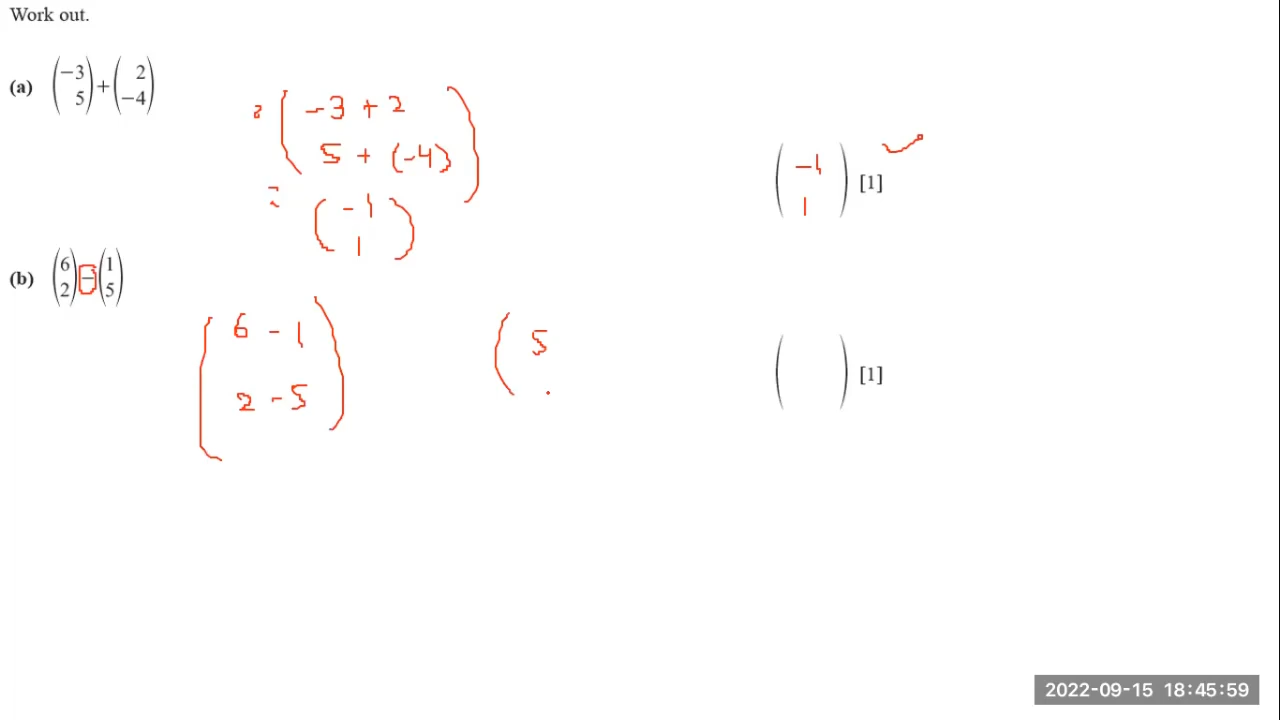 Work out.
(a) (−3 5) + (2 −4)
= ( -3 + 2
5 + (-4) )
= ( -1
1 )
( -1
1 ) [1]
(b) (6 2) − (1 5)
( 6 - 1
2 - 5 )
( 5
( ) [1]
2022-09-15 18:45:59